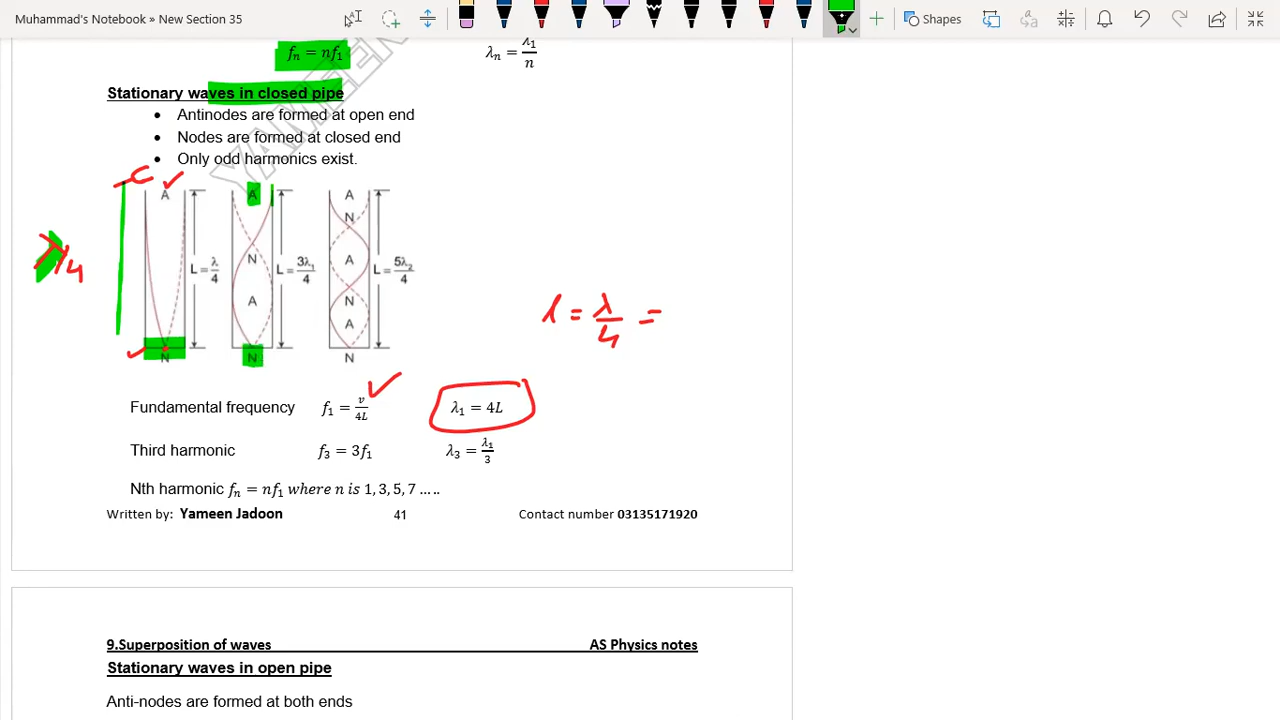 Muhammad's Notebook » New Section 35
Shapes
fₙ = nf₁ λₙ = λ₁/n
Stationary waves in closed pipe
• Antinodes are formed at open end
• Nodes are formed at closed end
• Only odd harmonics exist.
A A A
N
N A
L = λ/4 L = 3λ₁/4 L = 5λ₂/4
A N
A
N N N
λ/4
l = λ/4 =
Fundamental frequency f₁ = v/4L λ₁ = 4L
Third harmonic f₃ = 3f₁ λ₃ = λ₁/3
Nth harmonic fₙ = nf₁ where n is 1, 3, 5, 7 .....
Written by: Yameen Jadoon 41 Contact number 03135171920
9.Superposition of waves AS Physics notes
Stationary waves in open pipe
Anti-nodes are formed at both ends